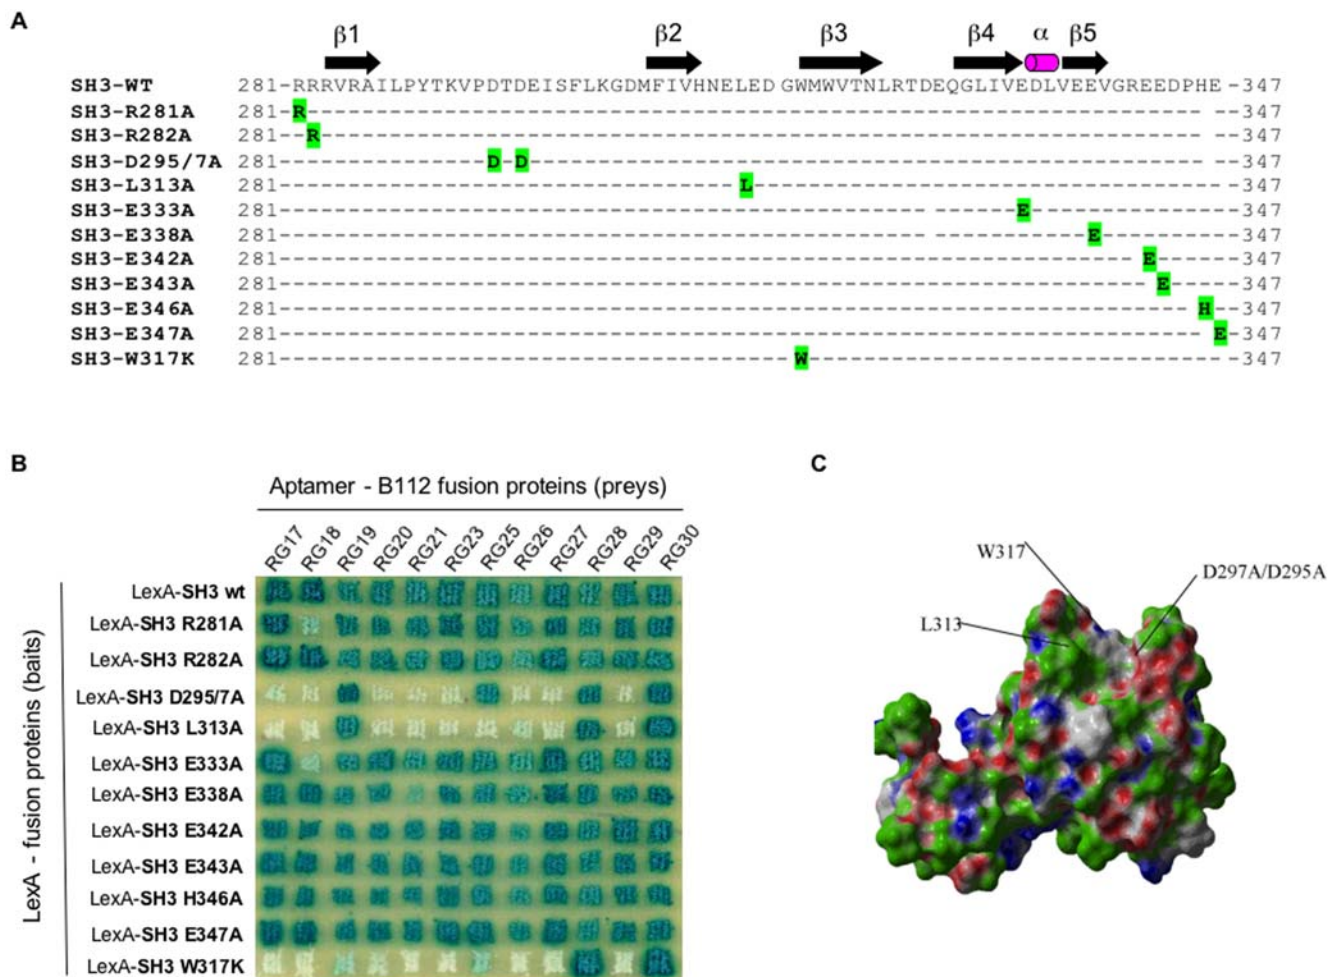 A
β1 β2 β3 β4 α β5
SH3-WT 281-RRRVRAILPYTKVPDTDEISFLKGDMFIVHNELEDGWMWVTNLRTDEQGLIVEDLVEEVGREEDPHE-347
SH3-R281A 281-R----------------------------------------------------------------- -347
SH3-R282A 281--R---------------------------------------------------------------- -347
SH3-D295/7A 281---------------D-D-------------------------------------------------- -347
SH3-L313A 281---------------------------------L-----------------------------------347
SH3-E333A 281-----------------------------------------------------E---------------347
SH3-E338A 281----------------------------------------------------------E----------347
SH3-E342A 281--------------------------------------------------------------E------347
SH3-E343A 281---------------------------------------------------------------E-----347
SH3-E346A 281------------------------------------------------------------------H--347
SH3-E347A 281-------------------------------------------------------------------E-347
SH3-W317K 281-------------------------------------W-------------------------------347
B
Aptamer - B112 fusion proteins (preys)
RG17 RG18 RG19 RG20 RG21 RG23 RG25 RG26 RG27 RG28 RG29 RG30
LexA - fusion proteins (baits)
LexA-SH3 wt
LexA-SH3 R281A
LexA-SH3 R282A
LexA-SH3 D295/7A
LexA-SH3 L313A
LexA-SH3 E333A
LexA-SH3 E338A
LexA-SH3 E342A
LexA-SH3 E343A
LexA-SH3 H346A
LexA-SH3 E347A
LexA-SH3 W317K
C
W317
D297A/D295A
L313